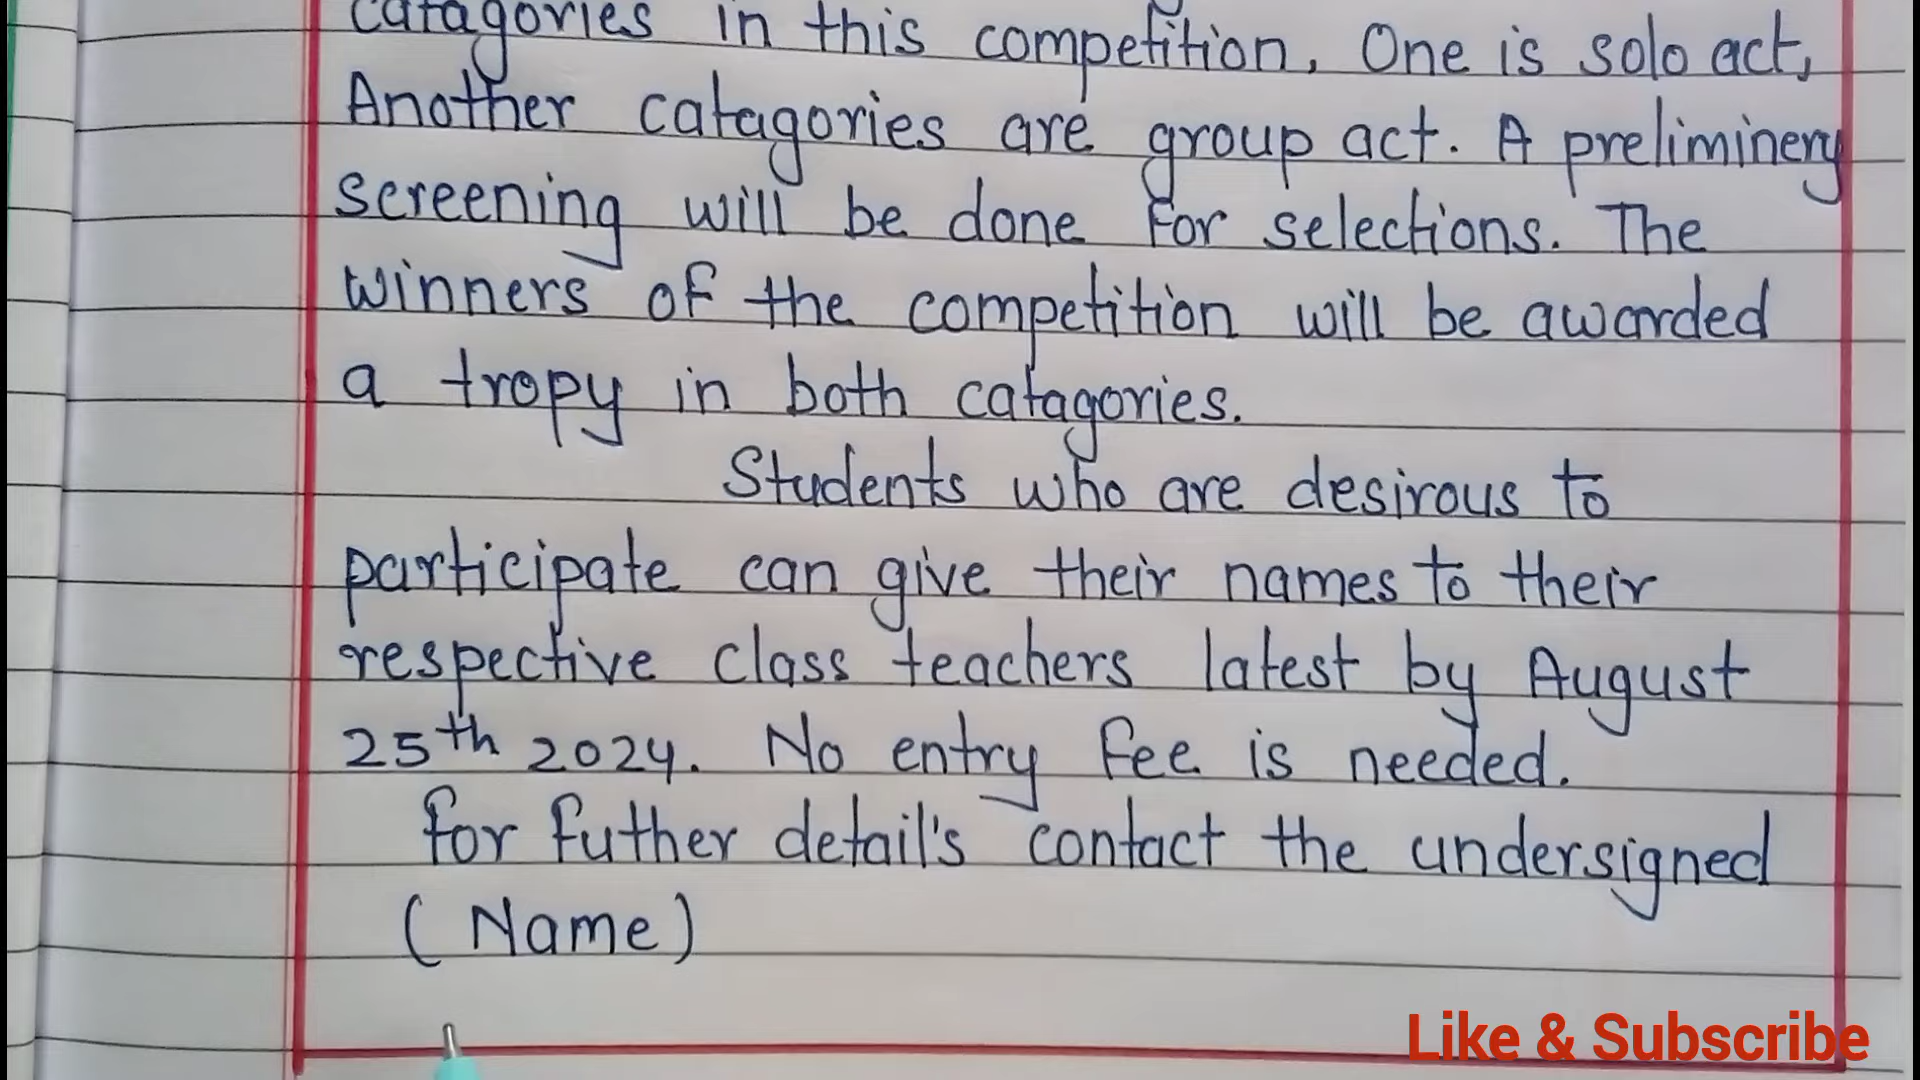 catagories in this competition, One is solo act,
Another catagories are group act. A preliminery
screening will be done for selections. The
winners of the competition will be awarded
a tropy in both catagories.
Students who are desirous to
participate can give their names to their
respective class teachers latest by August
25th 2024. No entry fee is needed.
for futher detail's contact the undersigned
(Name)
Like & Subscribe